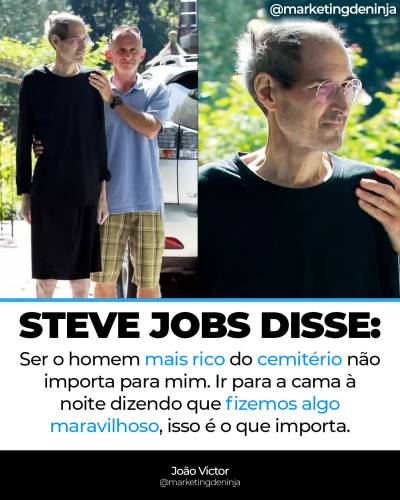 @marketingdeninja
STEVE JOBS DISSE:
Ser o homem mais rico do cemitério não
importa para mim. Ir para a cama à
noite dizendo que fizemos algo
maravilhoso, isso é o que importa.
João Victor
@marketingdeninja